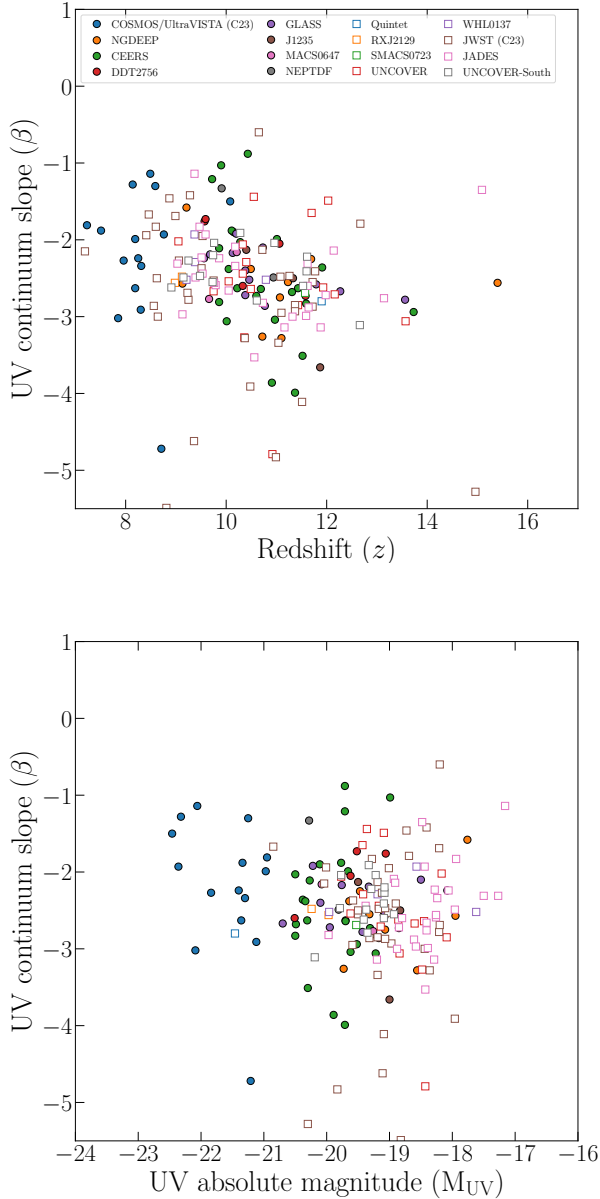 COSMOS/UltraVISTA (C23)
NGDEEP
CEERS
DDT2756
GLASS
J1235
MACS0647
NEPTDF
Quintet
RXJ2129
SMACS0723
UNCOVER
WHL0137
JWST (C23)
JADES
UNCOVER-South
1
0
−1
−2
−3
−4
−5
UV continuum slope (β)
8
10
12
14
16
Redshift (z)
1
0
−1
−2
−3
−4
−5
UV continuum slope (β)
−24
−23
−22
−21
−20
−19
−18
−17
−16
UV absolute magnitude (M_UV)